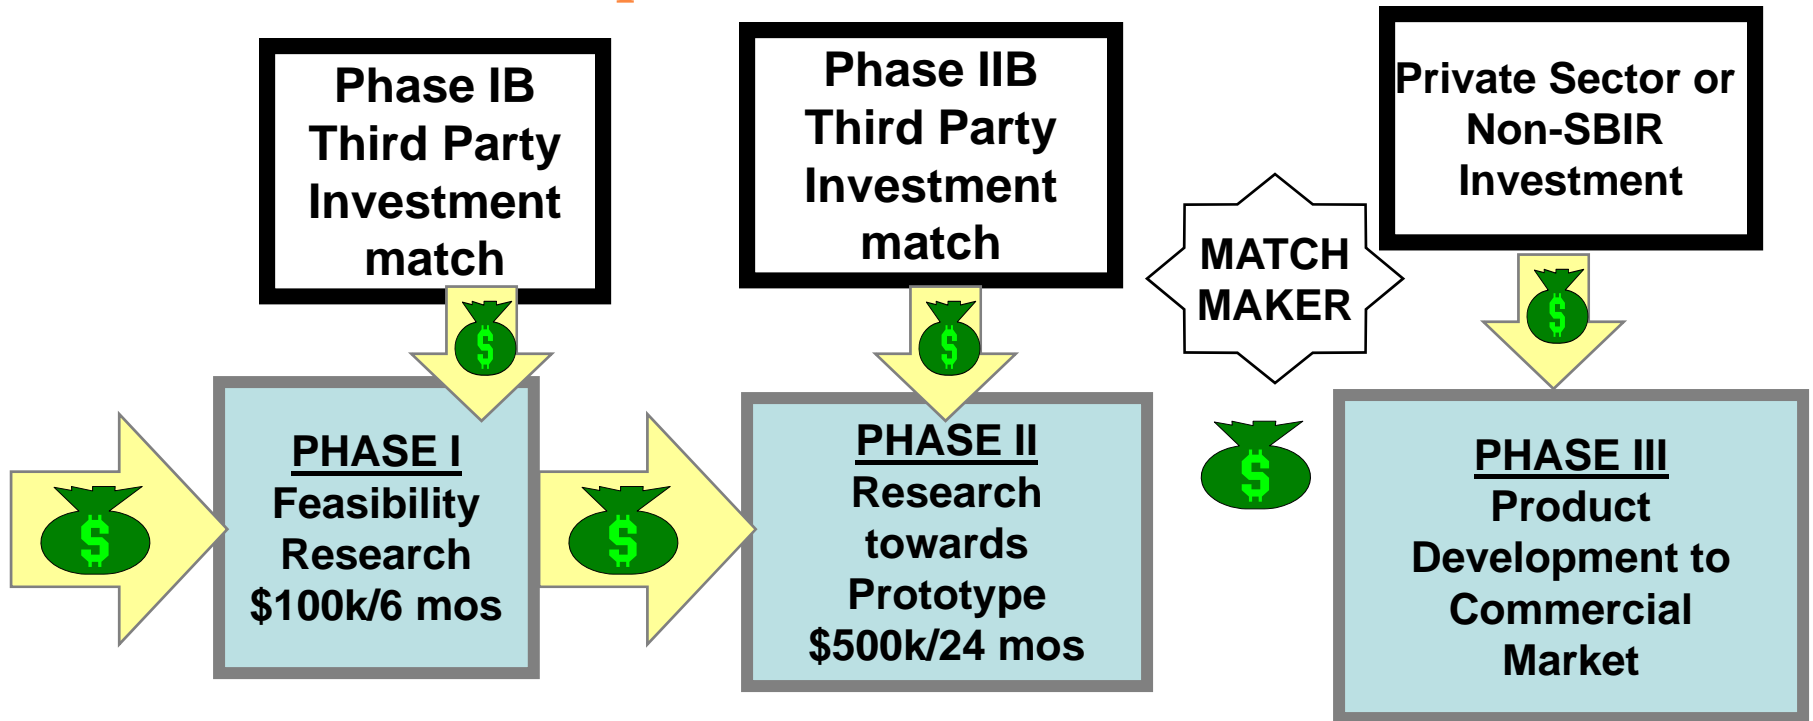 Phase IB
Third Party
Investment
match
Phase IIB
Third Party
Investment
match
Private Sector or
Non-SBIR
Investment
MATCH
MAKER
$
$
$
$
PHASE I
Feasibility
Research
$100k/6 mos
$
PHASE II
Research
towards
Prototype
$500k/24 mos
$
PHASE III
Product
Development to
Commercial
Market